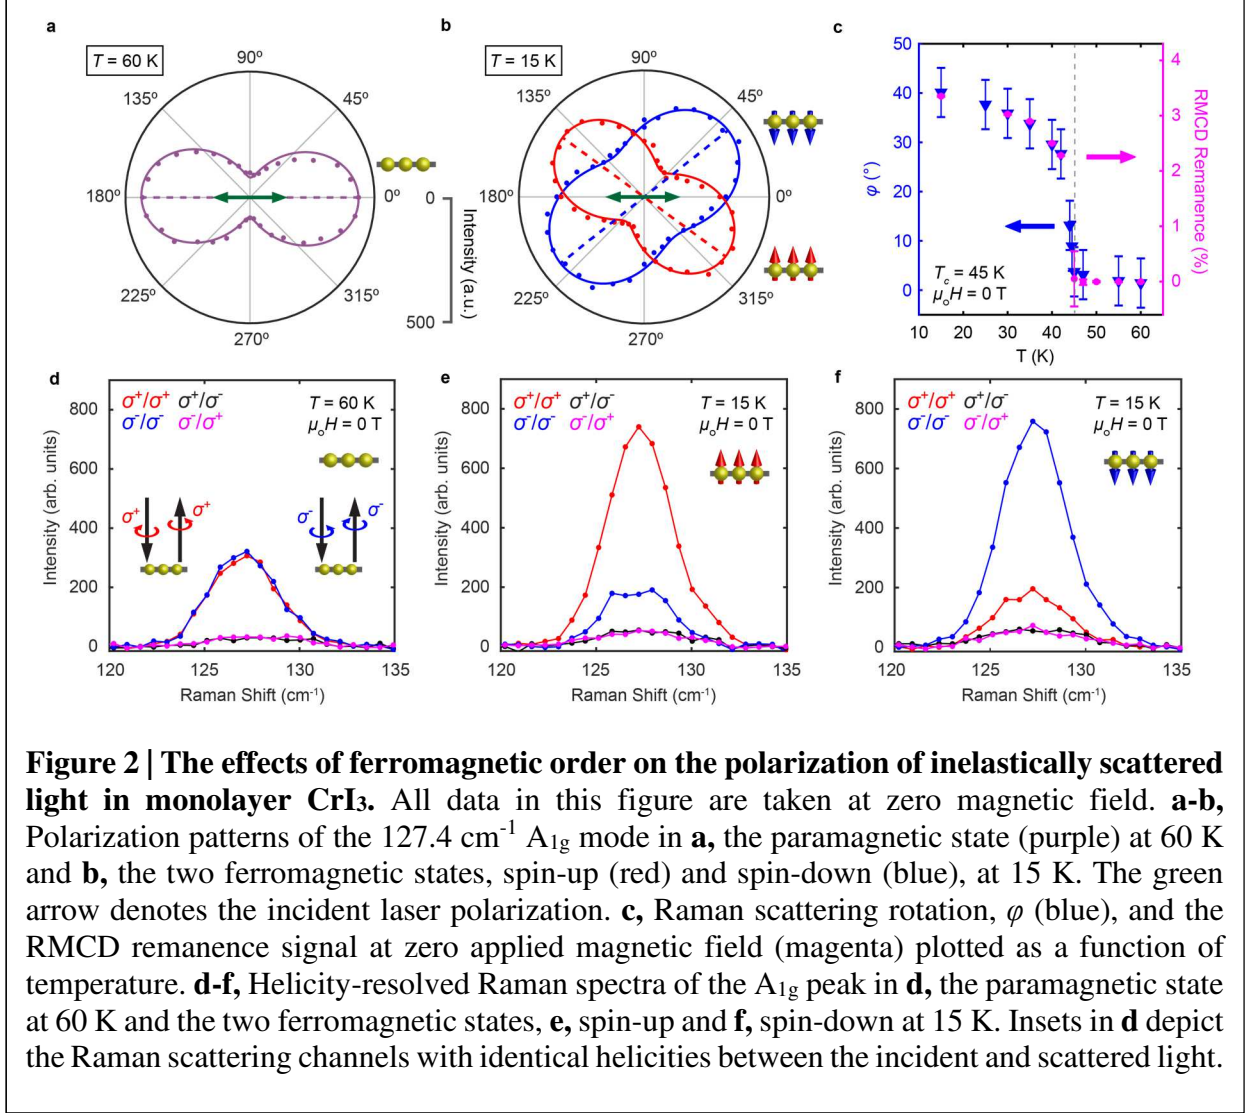 a
T = 60 K
90º
135º
45º
180º
0º
225º
315º
270º
0
500
Intensity (a.u.)
b
T = 15 K
90º
135º
45º
180º
0º
225º
315º
270º
c
50
40
30
20
10
0
φ (°)
4
3
2
1
0
RMCD Remanence (%)
T_c = 45 K
μ₀H = 0 T
10 20 30 40 50 60
T (K)
d
800
600
400
200
0
Intensity (arb. units)
σ⁺/σ⁺ σ⁺/σ⁻
σ⁻/σ⁻ σ⁻/σ⁺
T = 60 K
μ₀H = 0 T
σ⁺ σ⁺ σ⁻ σ⁻
120 125 130 135
Raman Shift (cm⁻¹)
e
800
600
400
200
0
Intensity (arb. units)
σ⁺/σ⁺ σ⁺/σ⁻
σ⁻/σ⁻ σ⁻/σ⁺
T = 15 K
μ₀H = 0 T
120 125 130 135
Raman Shift (cm⁻¹)
f
800
600
400
200
0
Intensity (arb. units)
σ⁺/σ⁺ σ⁺/σ⁻
σ⁻/σ⁻ σ⁻/σ⁺
T = 15 K
μ₀H = 0 T
120 125 130 135
Raman Shift (cm⁻¹)
Figure 2 | The effects of ferromagnetic order on the polarization of inelastically scattered
light in monolayer CrI₃. All data in this figure are taken at zero magnetic field. a-b,
Polarization patterns of the 127.4 cm⁻¹ A₁g mode in a, the paramagnetic state (purple) at 60 K
and b, the two ferromagnetic states, spin-up (red) and spin-down (blue), at 15 K. The green
arrow denotes the incident laser polarization. c, Raman scattering rotation, φ (blue), and the
RMCD remanence signal at zero applied magnetic field (magenta) plotted as a function of
temperature. d-f, Helicity-resolved Raman spectra of the A₁g peak in d, the paramagnetic state
at 60 K and the two ferromagnetic states, e, spin-up and f, spin-down at 15 K. Insets in d depict
the Raman scattering channels with identical helicities between the incident and scattered light.